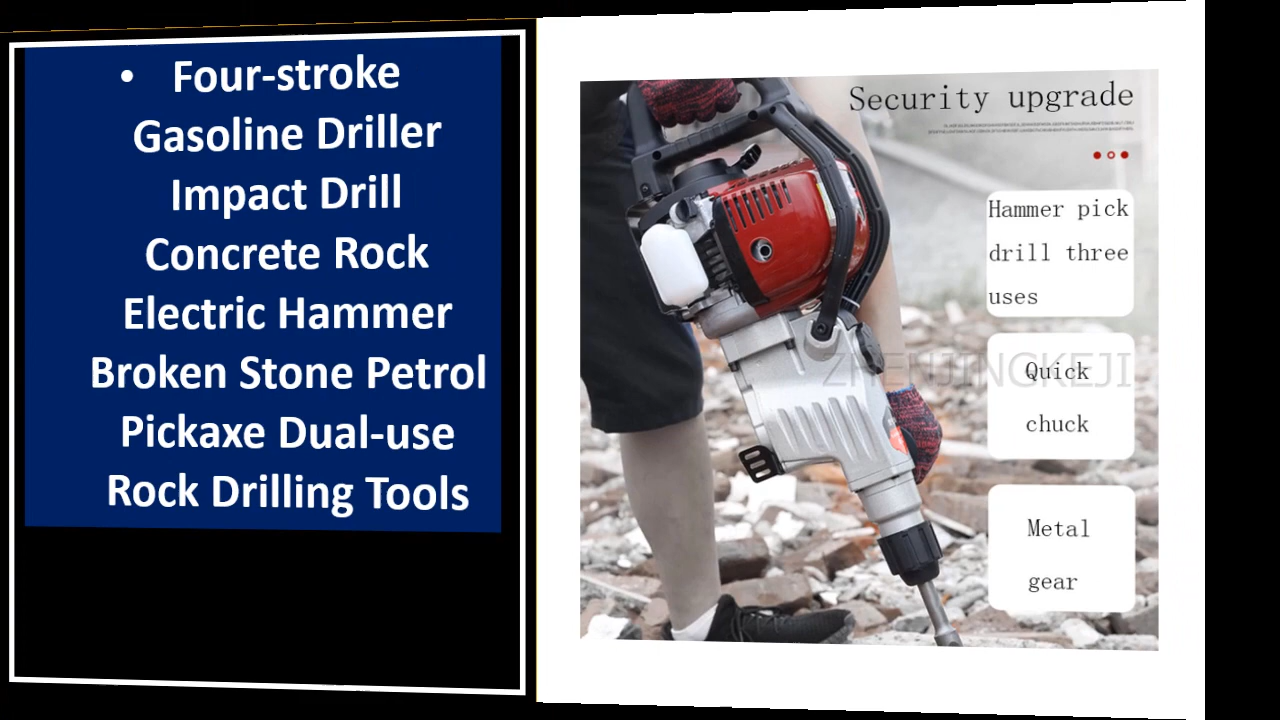 • Four-stroke
Gasoline Driller
Impact Drill
Concrete Rock
Electric Hammer
Broken Stone Petrol
Pickaxe Dual-use
Rock Drilling Tools
Security upgrade
Hammer pick
drill three
uses
ZHENJINGKEJI
Quick
chuck
Metal
gear